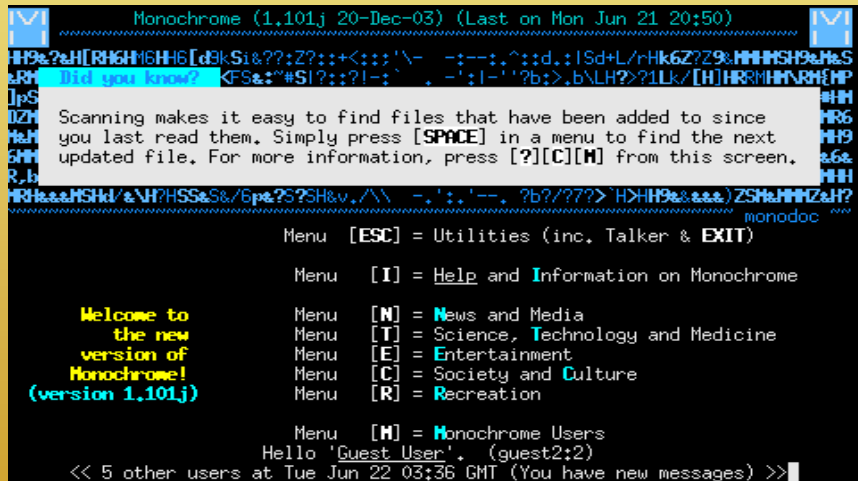 Monochrome (1.101j 20-Dec-03) (Last on Mon Jun 21 20:50)
Did you know?
Scanning makes it easy to find files that have been added to since
you last read them. Simply press [SPACE] in a menu to find the next
updated file. For more information, press [?][C][M] from this screen.
monodoc
Menu [ESC] = Utilities (inc. Talker & EXIT)
Menu [I] = Help and Information on Monochrome
Welcome to Menu [N] = News and Media
the new Menu [T] = Science, Technology and Medicine
version of Menu [E] = Entertainment
Monochrome! Menu [C] = Society and Culture
(version 1.101j) Menu [R] = Recreation
Menu [M] = Monochrome Users
Hello 'Guest User'. (guest2:2)
<< 5 other users at Tue Jun 22 03:36 GMT (You have new messages) >>